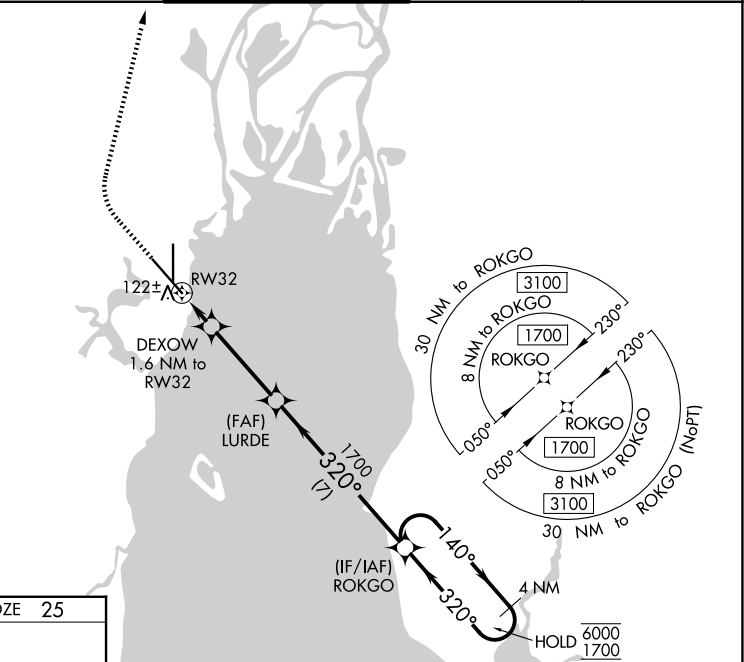 122±
RW32
DEXOW
1.6 NM to
RW32
(FAF)
LURDE
1700
320°
(7)
(IF/IAF)
ROKGO
140°
320°
4 NM
HOLD
6000
1700
30 NM to ROKGO
3100
8 NM to ROKGO
1700
ROKGO
230°
050°
230°
050°
ROKGO
1700
8 NM to ROKGO
3100
30 NM to ROKGO (NoPT)
25